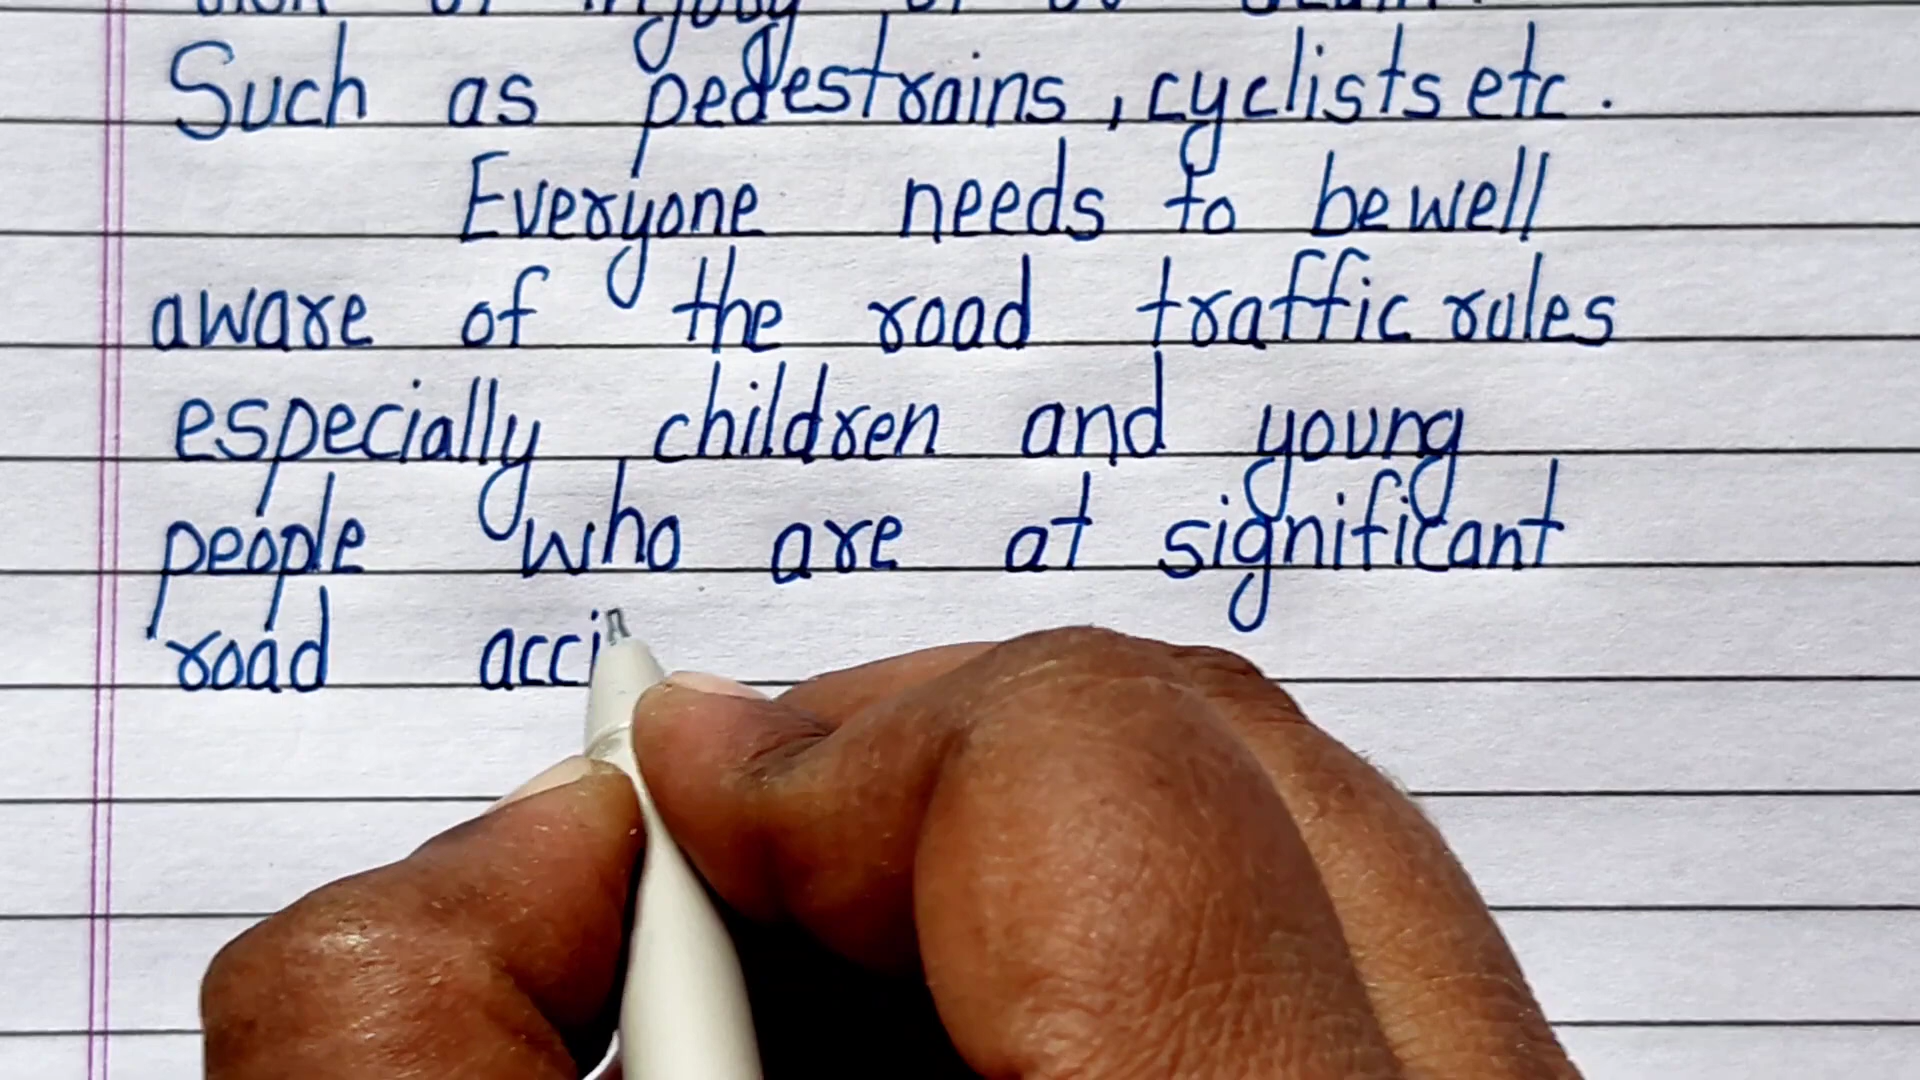 Such as pedestrains, cyclists etc.
Everyone needs to be well
aware of the road traffic rules
especially children and young
people who are at significant
road acci